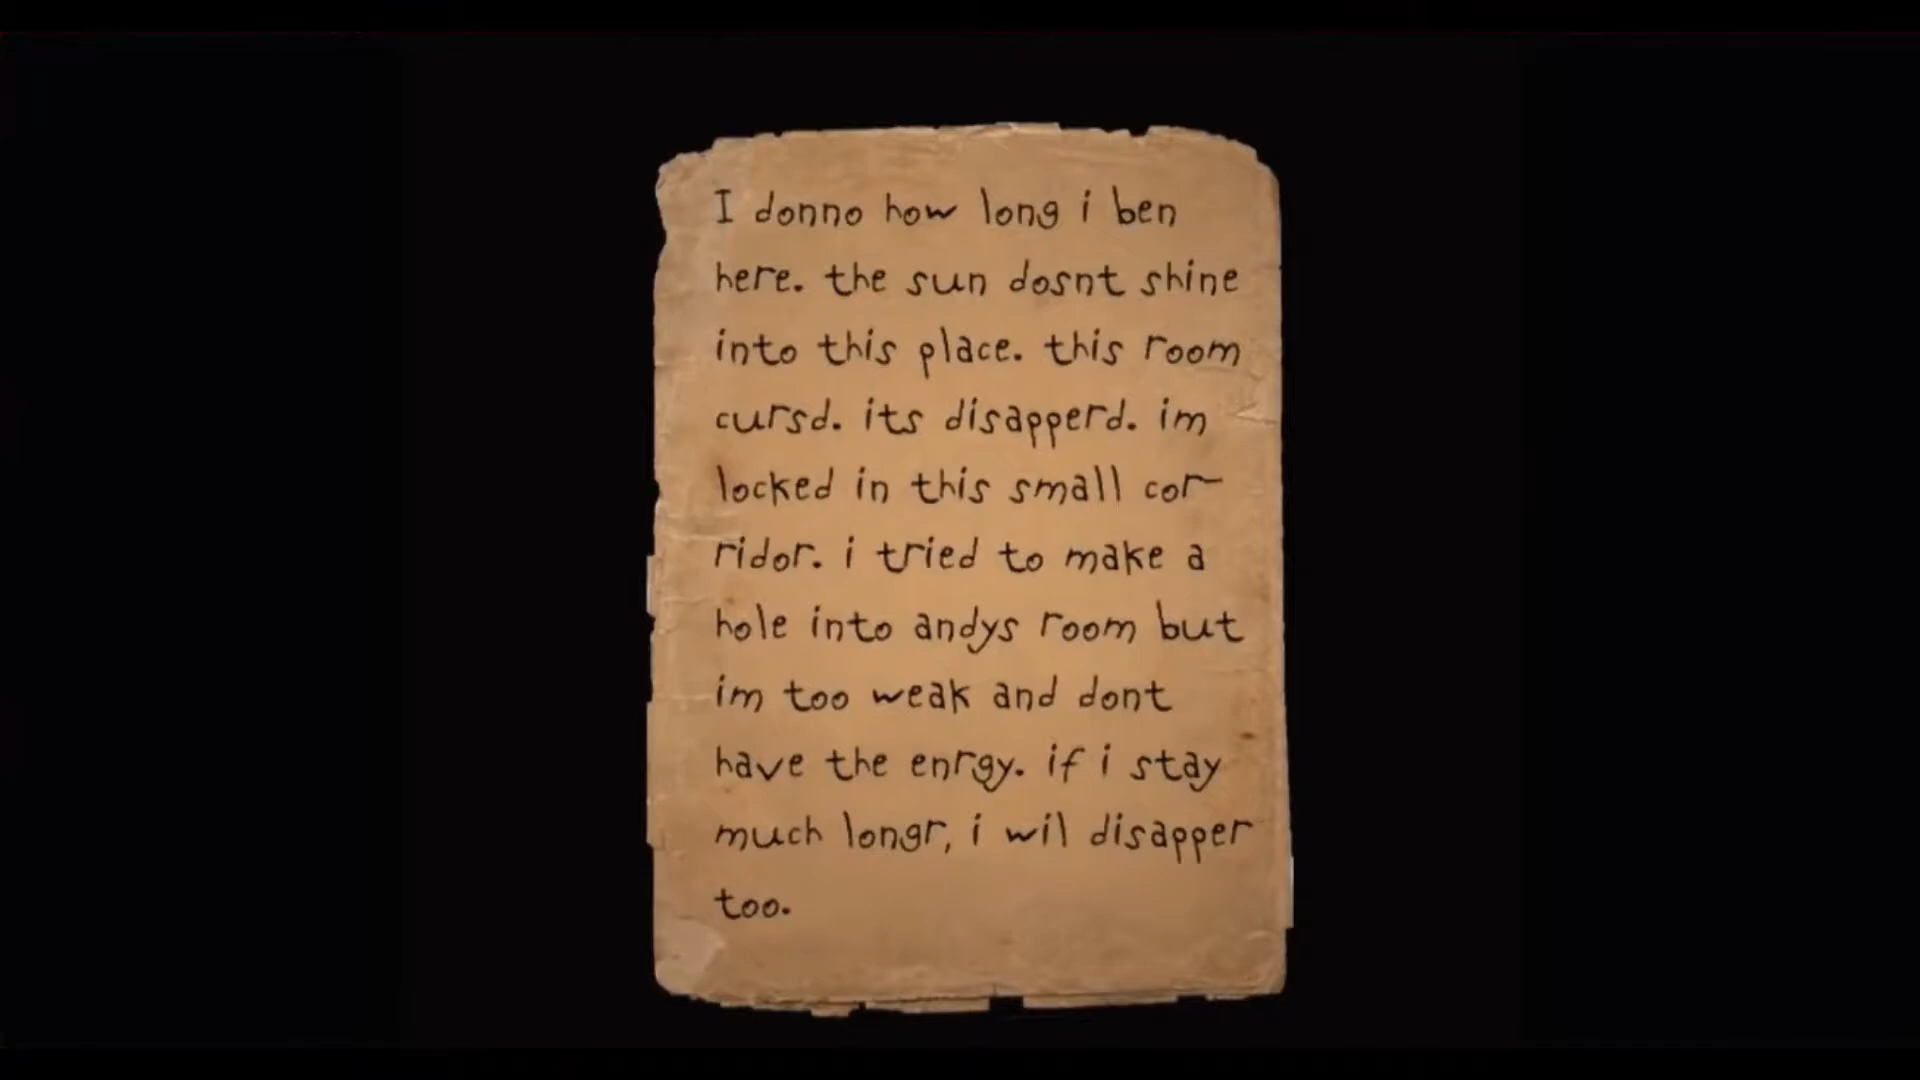 I donno how long i ben
here. the sun dosnt shine
into this place. this room
cursd. its disapperd. im
locked in this small cor-
ridor. i tried to make a
hole into andys room but
im too weak and dont
have the enrgy. if i stay
much longr, i wil disapper
too.